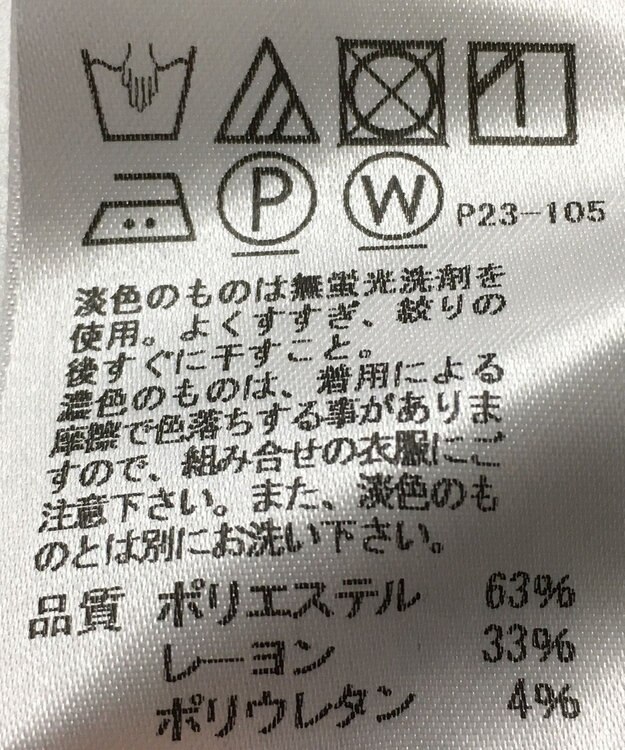 P W P23-105
淡色のものは無蛍光洗剤を
使用。よくすすぎ、絞りの
後すぐに干すこと。
濃色のものは、着用による
摩擦で色落ちする事がありま
すので、組み合せの衣服にご
注意下さい。また、淡色のも
のとは別にお洗い下さい。
品質 ポリエステル 63%
レーヨン 33%
ポリウレタン 4%